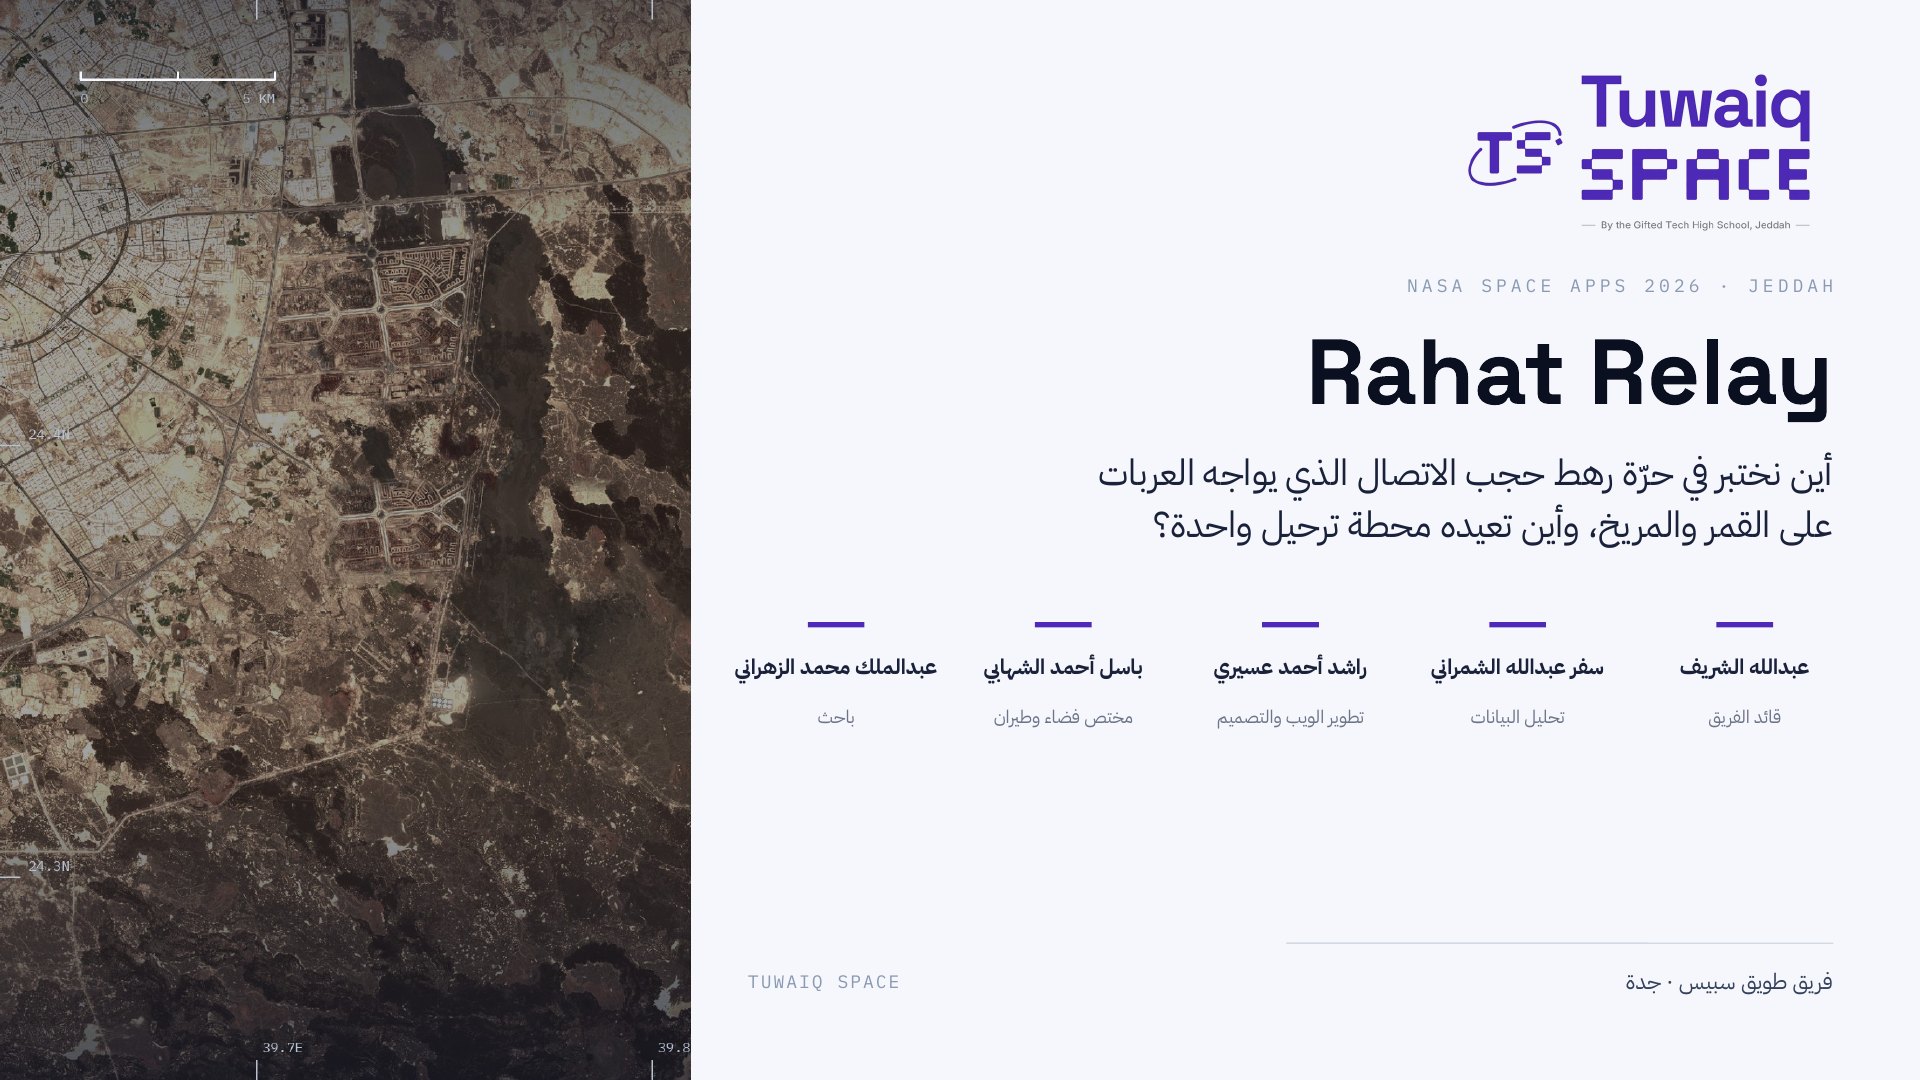 0
5 KM
24.4N
24.3N
39.7E
39.8
TS
Tuwaiq
SPACE
By the Gifted Tech High School, Jeddah
NASA SPACE APPS 2026 · JEDDAH
Rahat Relay
أين نختبر في حرّة رهط حجب الاتصال الذي يواجه العربات
على القمر والمريخ، وأين تعيده محطة ترحيل واحدة؟
عبدالله الشريف
قائد الفريق
سفر عبدالله الشمراني
تحليل البيانات
راشد أحمد عسيري
تطوير الويب والتصميم
باسل أحمد الشهابي
مختص فضاء وطيران
عبدالملك محمد الزهراني
باحث
فريق طويق سبيس · جدة
TUWAIQ SPACE